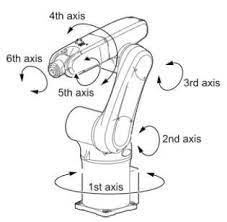 4th axis
6th axis
5th axis
3rd axis
2nd axis
1st axis